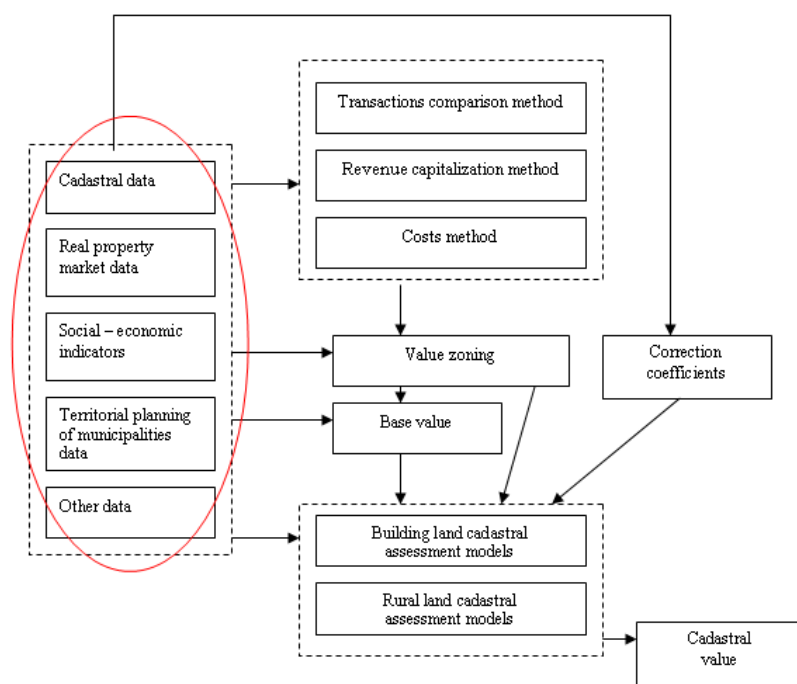 Cadastral data
Real property
market data
Social – economic
indicators
Territorial planning
of municipalities
data
Other data
Transactions comparison method
Revenue capitalization method
Costs method
Value zoning
Base value
Correction
coefficients
Building land cadastral
assessment models
Rural land cadastral
assessment models
Cadastral
value